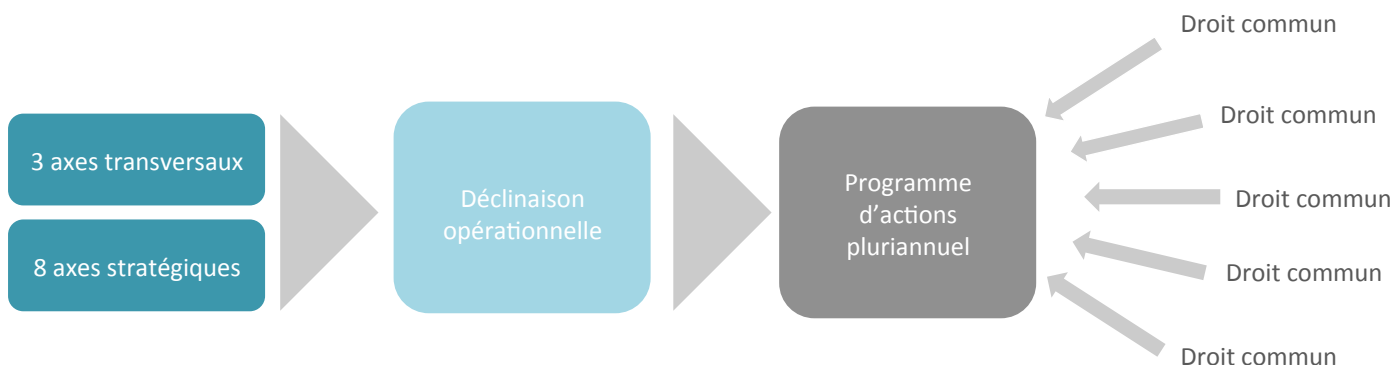 3 axes transversaux
8 axes stratégiques
Déclinaison
opérationnelle
Programme
d’actions
pluriannuel
Droit commun
Droit commun
Droit commun
Droit commun
Droit commun